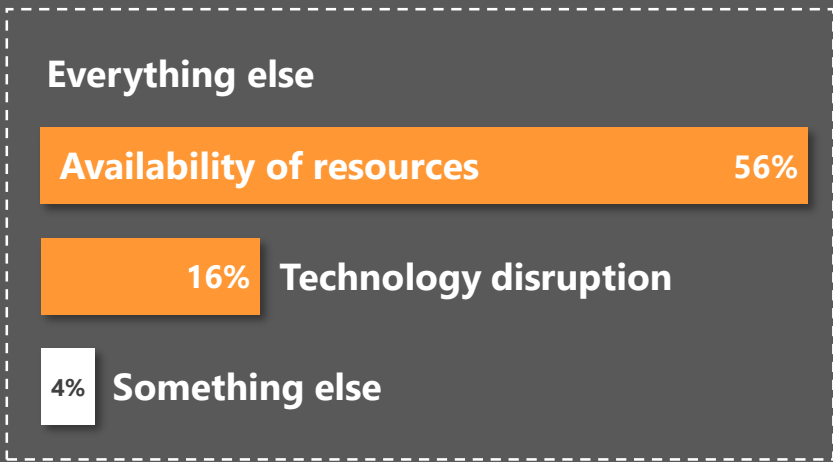 Everything else
Availability of resources 56%
16% Technology disruption
4% Something else